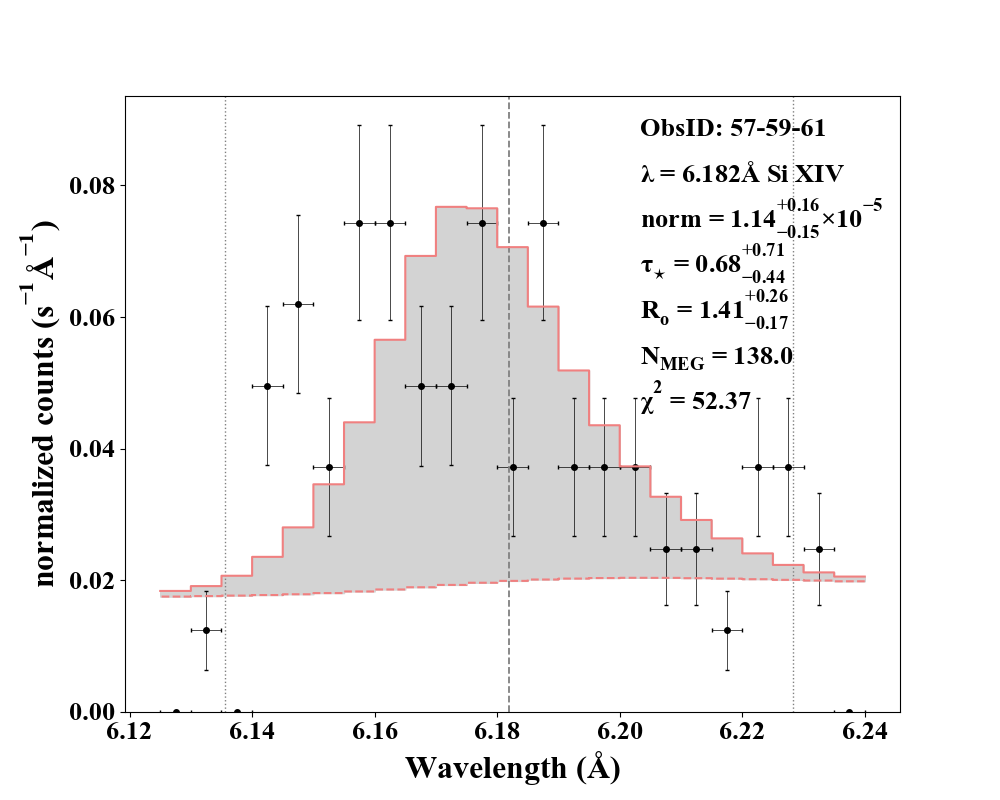 ObsID: 57-59-61
λ = 6.182Å Si XIV
norm = 1.14+0.16−0.15×10−5
τ⋆ = 0.68+0.71−0.44
Ro = 1.41+0.26−0.17
NMEG = 138.0
χ2 = 52.37
normalized counts (s−1 Å−1)
0.08
0.06
0.04
0.02
0.00
6.12 6.14 6.16 6.18 6.20 6.22 6.24
Wavelength (Å)